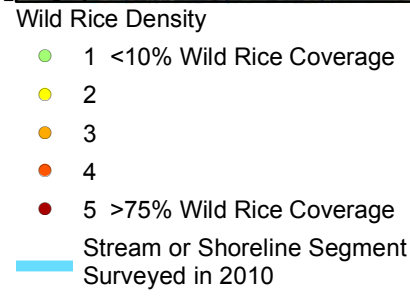 Wild Rice Density
1 <10% Wild Rice Coverage
2
3
4
5 >75% Wild Rice Coverage
Stream or Shoreline Segment
Surveyed in 2010